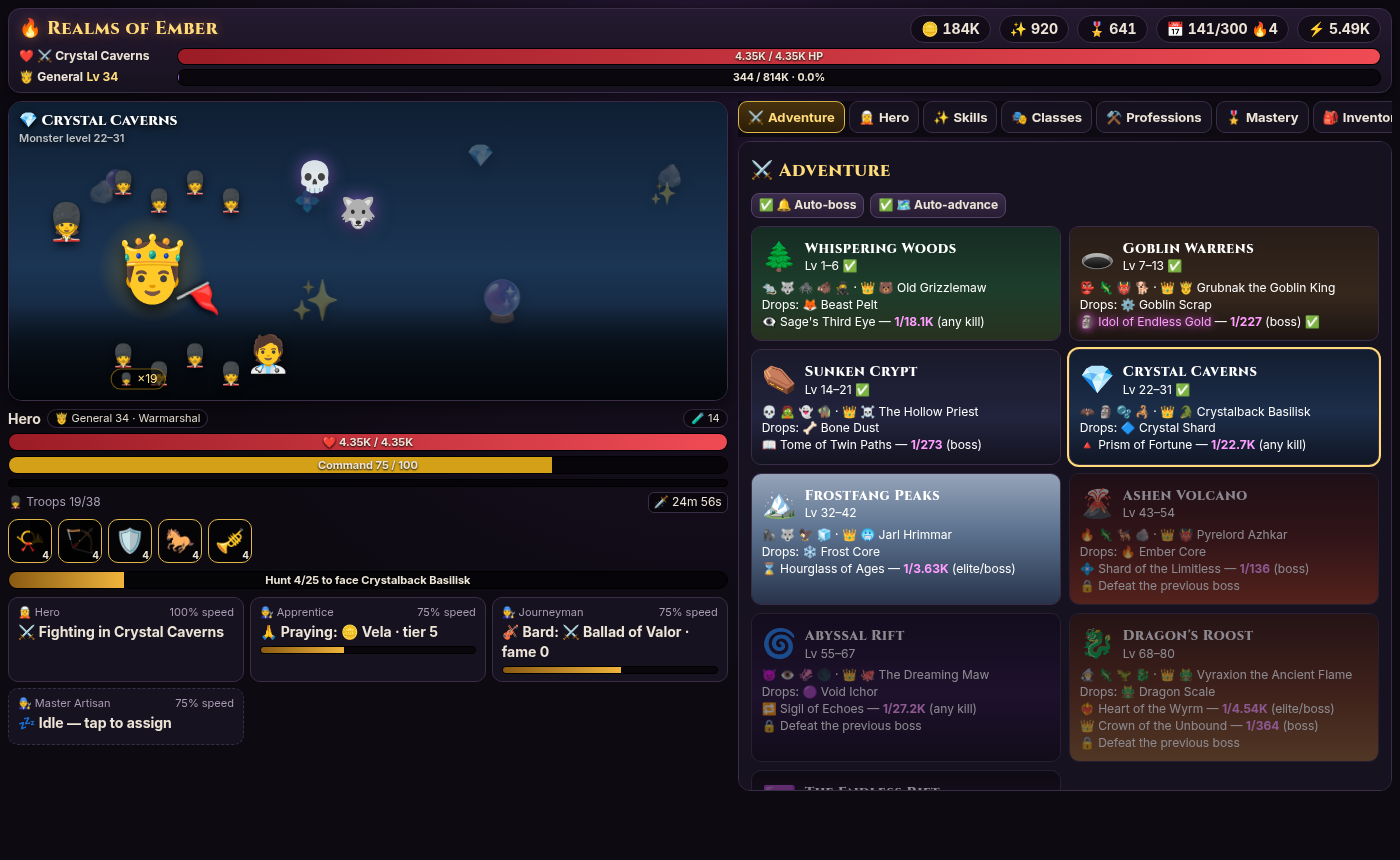 Realms of Ember
184K
920
641
141/300 🔥4
5.49K
Crystal Caverns
4.35K / 4.35K HP
General Lv 34
344 / 814K · 0.0%
Crystal Caverns
Monster level 22–31
×19
Hero
General 34 · Warmarshal
14
4.35K / 4.35K
Command 75 / 100
Troops 19/38
24m 56s
4
4
4
4
4
Hunt 4/25 to face Crystalback Basilisk
Hero
100% speed
Fighting in Crystal Caverns
Apprentice
75% speed
Praying: 🪙 Vela · tier 5
Journeyman
75% speed
Bard: ⚔️ Ballad of Valor ·
fame 0
Master Artisan
75% speed
Idle — tap to assign
Adventure
Hero
Skills
Classes
Professions
Mastery
Inventor
Adventure
Auto-boss
Auto-advance
Whispering Woods
Lv 1–6
Old Grizzlemaw
Drops: Beast Pelt
Sage's Third Eye — 1/18.1K (any kill)
Goblin Warrens
Lv 7–13
Grubnak the Goblin King
Drops: Goblin Scrap
Idol of Endless Gold — 1/227 (boss)
Sunken Crypt
Lv 14–21
The Hollow Priest
Drops: Bone Dust
Tome of Twin Paths — 1/273 (boss)
Crystal Caverns
Lv 22–31
Crystalback Basilisk
Drops: Crystal Shard
Prism of Fortune — 1/22.7K (any kill)
Frostfang Peaks
Lv 32–42
Jarl Hrimmar
Drops: Frost Core
Hourglass of Ages — 1/3.63K (elite/boss)
Ashen Volcano
Lv 43–54
Pyrelord Azhkar
Drops: Ember Core
Shard of the Limitless — 1/136 (boss)
Defeat the previous boss
Abyssal Rift
Lv 55–67
The Dreaming Maw
Drops: Void Ichor
Sigil of Echoes — 1/27.2K (any kill)
Defeat the previous boss
Dragon's Roost
Lv 68–80
Vyraxion the Ancient Flame
Drops: Dragon Scale
Heart of the Wyrm — 1/4.54K (elite/boss)
Crown of the Unbound — 1/364 (boss)
Defeat the previous boss
The Endless Rift